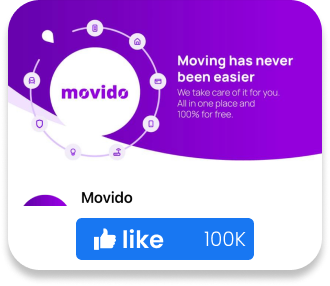 movido
Moving has never
been easier
We take care of it for you.
All in one place and
100% for free.
Movido
like 100K